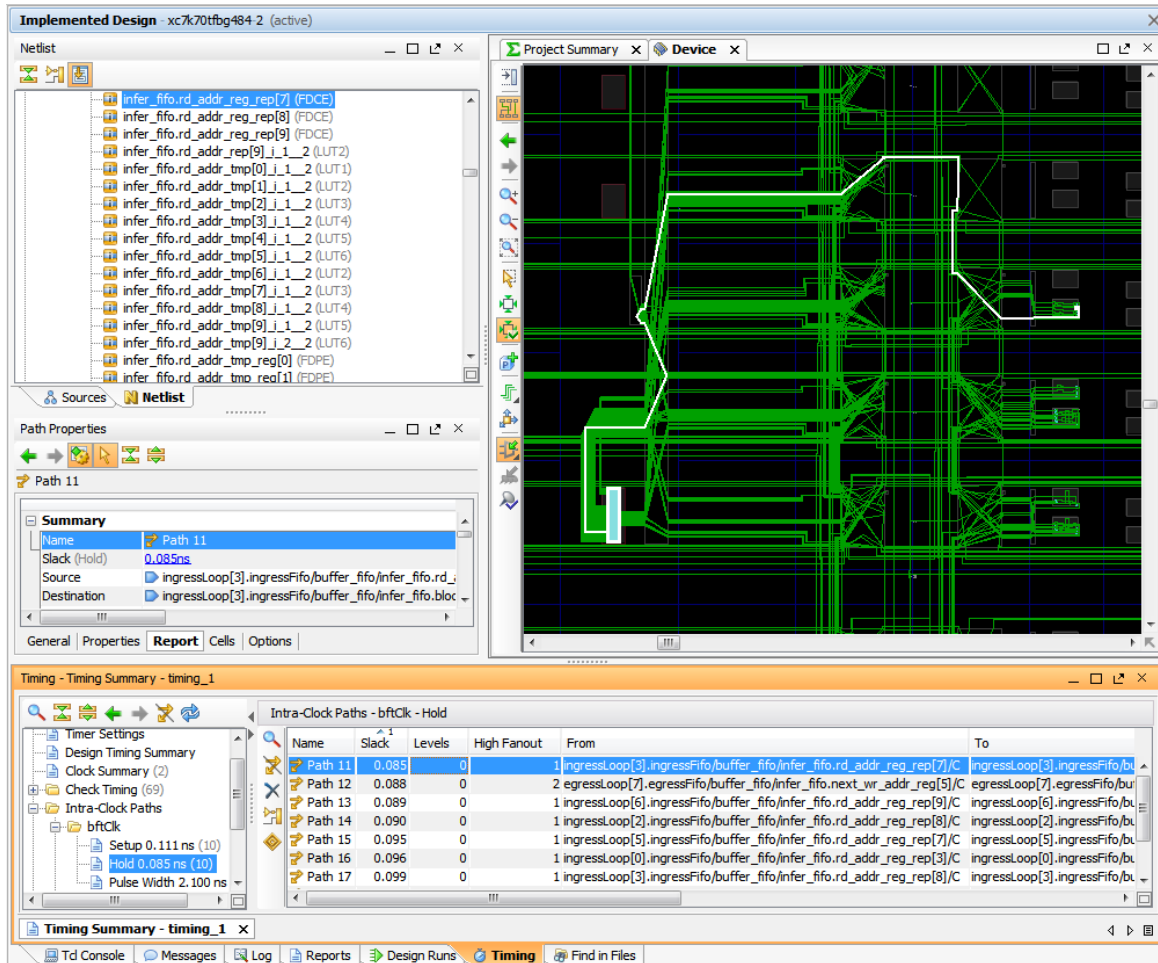 Implemented Design - xc7k70tfbg484-2 (active)
Netlist
infer_fifo.rd_addr_reg_rep[7] (FDCE)
infer_fifo.rd_addr_reg_rep[8] (FDCE)
infer_fifo.rd_addr_reg_rep[9] (FDCE)
infer_fifo.rd_addr_rep[9]_i_1__2 (LUT2)
infer_fifo.rd_addr_tmp[0]_i_1__2 (LUT1)
infer_fifo.rd_addr_tmp[1]_i_1__2 (LUT2)
infer_fifo.rd_addr_tmp[2]_i_1__2 (LUT3)
infer_fifo.rd_addr_tmp[3]_i_1__2 (LUT4)
infer_fifo.rd_addr_tmp[4]_i_1__2 (LUT5)
infer_fifo.rd_addr_tmp[5]_i_1__2 (LUT6)
infer_fifo.rd_addr_tmp[6]_i_1__2 (LUT2)
infer_fifo.rd_addr_tmp[7]_i_1__2 (LUT3)
infer_fifo.rd_addr_tmp[8]_i_1__2 (LUT4)
infer_fifo.rd_addr_tmp[9]_i_1__2 (LUT5)
infer_fifo.rd_addr_tmp[9]_i_2__2 (LUT6)
infer_fifo.rd_addr_tmp_reg[0] (FDPE)
infer_fifo.rd_addr_tmp_reg[1] (FDPE)
Sources Netlist
Project Summary Device
Path Properties
Path 11
Summary
Name Path 11
Slack (Hold) 0.085ns
Source ingressLoop[3].ingressFifo/buffer_fifo/infer_fifo.rd_
Destination ingressLoop[3].ingressFifo/buffer_fifo/infer_fifo.bloc
General Properties Report Cells Options
Timing - Timing Summary - timing_1
Timer Settings
Design Timing Summary
Clock Summary (2)
Check Timing (69)
Intra-Clock Paths
bftClk
Setup 0.111 ns (10)
Hold 0.085 ns (10)
Pulse Width 2.100 ns
Intra-Clock Paths - bftClk - Hold
Name Slack 1 Levels High Fanout From To
Path 11 0.085 0 1 ingressLoop[3].ingressFifo/buffer_fifo/infer_fifo.rd_addr_reg_rep[7]/C ingressLoop[3].ingressFifo/bu
Path 12 0.088 0 2 egressLoop[7].egressFifo/buffer_fifo/infer_fifo.next_wr_addr_reg[5]/C egressLoop[7].egressFifo/buf
Path 13 0.089 0 1 ingressLoop[6].ingressFifo/buffer_fifo/infer_fifo.rd_addr_reg_rep[9]/C ingressLoop[6].ingressFifo/bu
Path 14 0.090 0 1 ingressLoop[2].ingressFifo/buffer_fifo/infer_fifo.rd_addr_reg_rep[8]/C ingressLoop[2].ingressFifo/bu
Path 15 0.095 0 1 ingressLoop[5].ingressFifo/buffer_fifo/infer_fifo.rd_addr_reg_rep[7]/C ingressLoop[5].ingressFifo/bu
Path 16 0.096 0 1 ingressLoop[0].ingressFifo/buffer_fifo/infer_fifo.rd_addr_reg_rep[3]/C ingressLoop[0].ingressFifo/bu
Path 17 0.099 0 1 ingressLoop[3].ingressFifo/buffer_fifo/infer_fifo.rd_addr_reg_rep[8]/C ingressLoop[3].ingressFifo/bu
Timing Summary - timing_1
Tcl Console Messages Log Reports Design Runs Timing Find in Files